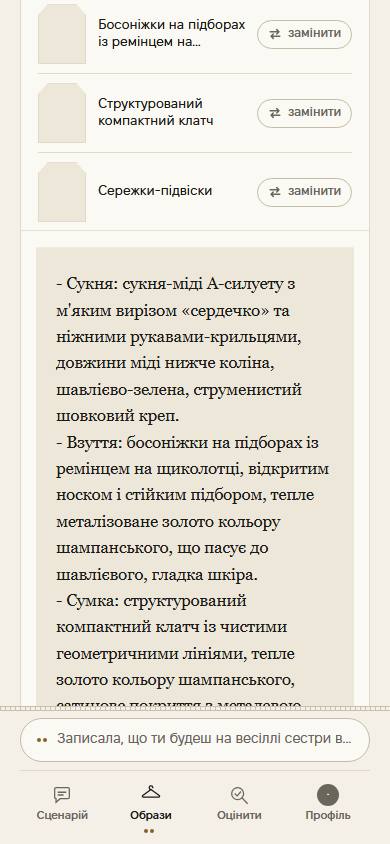 Босоніжки на підборах
із ремінцем на...
замінити
Структурований
компактний клатч
замінити
Сережки-підвіски
замінити
- Сукня: сукня-міді А-силуету з
м'яким вирізом «сердечко» та
ніжними рукавами-крильцями,
довжини міді нижче коліна,
шавлієво-зелена, струменистий
шовковий креп.
- Взуття: босоніжки на підборах із
ремінцем на щиколотці, відкритим
носком і стійким підбором, тепле
металізоване золото кольору
шампанського, що пасує до
шавлієвого, гладка шкіра.
- Сумка: структурований
компактний клатч із чистими
геометричними лініями, тепле
золото кольору шампанського,
сатинове покриття з металевою
Записала, що ти будеш на весіллі сестри в...
Сценарій
Образи
Оцінити
Профіль